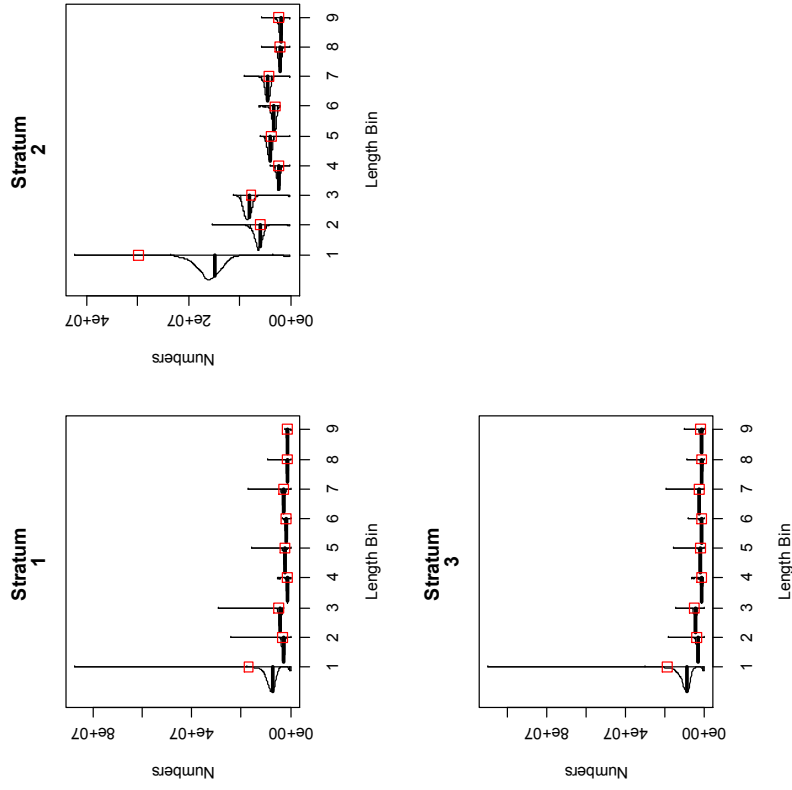 Stratum
1
Numbers
0e+00
4e+07
8e+07
1 2 3 4 5 6 7 8 9
Length Bin
Stratum
2
Numbers
0e+00
2e+07
4e+07
1 2 3 4 5 6 7 8 9
Length Bin
Stratum
3
Numbers
0e+00
4e+07
8e+07
1 2 3 4 5 6 7 8 9
Length Bin